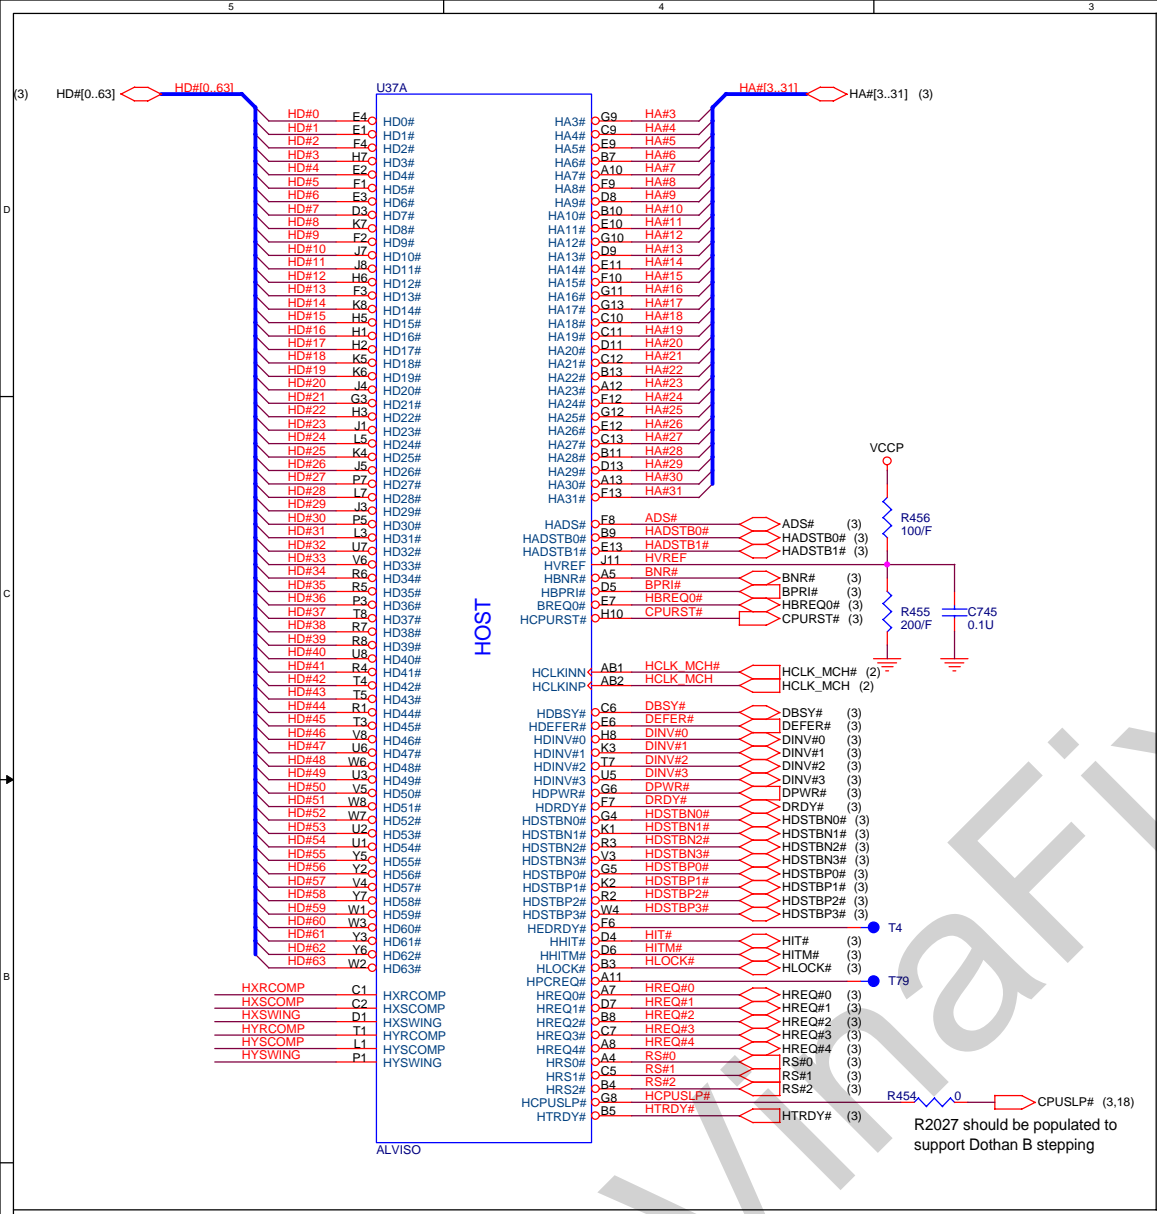 5 4 3
(3) HD#[0..63] HD#[0..63] U37A HA#[3..31] HA#[3..31] (3)
HD#0 E4 HD0# HA3# G9 HA#3
HD#1 E1 HD1# HA4# C9 HA#4
HD#2 F4 HD2# HA5# E9 HA#5
HD#3 H7 HD3# HA6# B7 HA#6
HD#4 E2 HD4# HA7# A10 HA#7
HD#5 F1 HD5# HA8# F9 HA#8
HD#6 E3 HD6# HA9# D8 HA#9
D HD#7 D3 HD7# HA10# B10 HA#10
HD#8 K7 HD8# HA11# E10 HA#11
HD#9 F2 HD9# HA12# G10 HA#12
HD#10 J7 HD10# HA13# D9 HA#13
HD#11 J8 HD11# HA14# E11 HA#14
HD#12 H6 HD12# HA15# F10 HA#15
HD#13 F3 HD13# HA16# G11 HA#16
HD#14 K8 HD14# HA17# G13 HA#17
HD#15 H5 HD15# HA18# C10 HA#18
HD#16 H1 HD16# HA19# C11 HA#19
HD#17 H2 HD17# HA20# D11 HA#20
HD#18 K5 HD18# HA21# C12 HA#21
HD#19 K6 HD19# HA22# B13 HA#22
HD#20 J4 HD20# HA23# A12 HA#23
HD#21 G3 HD21# HA24# F12 HA#24
HD#22 H3 HD22# HA25# G12 HA#25
HD#23 J1 HD23# HA26# E12 HA#26
HD#24 L5 HD24# HA27# C13 HA#27
HD#25 K4 HD25# HA28# B11 HA#28 VCCP
HD#26 J5 HD26# HA29# D13 HA#29
HD#27 P7 HD27# HA30# A13 HA#30
HD#28 L7 HD28# HA31# F13 HA#31
HD#29 J3 HD29#
HD#30 P5 HD30# HADS# F8 ADS# ADS# (3) R456
HD#31 L3 HD31# HADSTB0# B9 HADSTB0# HADSTB0# (3) 100/F
HD#32 U7 HD32# HADSTB1# E13 HADSTB1# HADSTB1# (3)
HD#33 V6 HD33# HVREF J11 HVREF
HD#34 R6 HD34# HBNR# A5 BNR# BNR# (3)
C HD#35 R5 HD35# HBPRI# D5 BPRI# BPRI# (3)
HD#36 P3 HD36# BREQ0# E7 HBREQ0# HBREQ0# (3) R455 C745
HD#37 T8 HD37# HCPURST# H10 CPURST# CPURST# (3) 200/F 0.1U
HD#38 R7 HD38#
HD#39 R8 HD39#
HD#40 U8 HD40#
HOST
HD#41 R4 HD41# HCLKINN AB1 HCLK_MCH# HCLK_MCH# (2)
HD#42 T4 HD42# HCLKINP AB2 HCLK_MCH HCLK_MCH (2)
HD#43 T5 HD43#
HD#44 R1 HD44# HDBSY# C6 DBSY# DBSY# (3)
HD#45 T3 HD45# HDEFER# E6 DEFER# DEFER# (3)
HD#46 V8 HD46# HDINV#0 H8 DINV#0 DINV#0 (3)
HD#47 U6 HD47# HDINV#1 K3 DINV#1 DINV#1 (3)
HD#48 W6 HD48# HDINV#2 T7 DINV#2 DINV#2 (3)
HD#49 U3 HD49# HDINV#3 U5 DINV#3 DINV#3 (3)
HD#50 V5 HD50# HDPWR# G6 DPWR# DPWR# (3)
HD#51 W8 HD51# HDRDY# F7 DRDY# DRDY# (3)
HD#52 W7 HD52# HDSTBN0# G4 HDSTBN0# HDSTBN0# (3)
HD#53 U2 HD53# HDSTBN1# K1 HDSTBN1# HDSTBN1# (3)
HD#54 U1 HD54# HDSTBN2# R3 HDSTBN2# HDSTBN2# (3)
HD#55 Y5 HD55# HDSTBN3# V3 HDSTBN3# HDSTBN3# (3)
HD#56 Y2 HD56# HDSTBP0# G5 HDSTBP0# HDSTBP0# (3)
HD#57 V4 HD57# HDSTBP1# K2 HDSTBP1# HDSTBP1# (3)
HD#58 Y7 HD58# HDSTBP2# R2 HDSTBP2# HDSTBP2# (3)
HD#59 W1 HD59# HDSTBP3# W4 HDSTBP3# HDSTBP3# (3)
HD#60 W3 HD60# HEDRDY# F6 T4
HD#61 Y3 HD61# HHIT# D4 HIT# HIT# (3)
HD#62 Y6 HD62# HHITM# D6 HITM# HITM# (3)
B HD#63 W2 HD63# HLOCK# B3 HLOCK# HLOCK# (3)
HPCREQ# A11 T79
HXRCOMP C1 HXRCOMP HREQ0# A7 HREQ#0 HREQ#0 (3)
HXSCOMP C2 HXSCOMP HREQ1# D7 HREQ#1 HREQ#1 (3)
HXSWING D1 HXSWING HREQ2# B8 HREQ#2 HREQ#2 (3)
HYRCOMP T1 HYRCOMP HREQ3# C7 HREQ#3 HREQ#3 (3)
HYSCOMP L1 HYSCOMP HREQ4# A8 HREQ#4 HREQ#4 (3)
HYSWING P1 HYSWING HRS0# A4 RS#0 RS#0 (3)
HRS1# C5 RS#1 RS#1 (3)
HRS2# B4 RS#2 RS#2 (3)
HCPUSLP# G8 HCPUSLP# R454 0 CPUSLP# (3,18)
HTRDY# B5 HTRDY# HTRDY# (3)
R2027 should be populated to
support Dothan B stepping
ALVISO
VinaFix